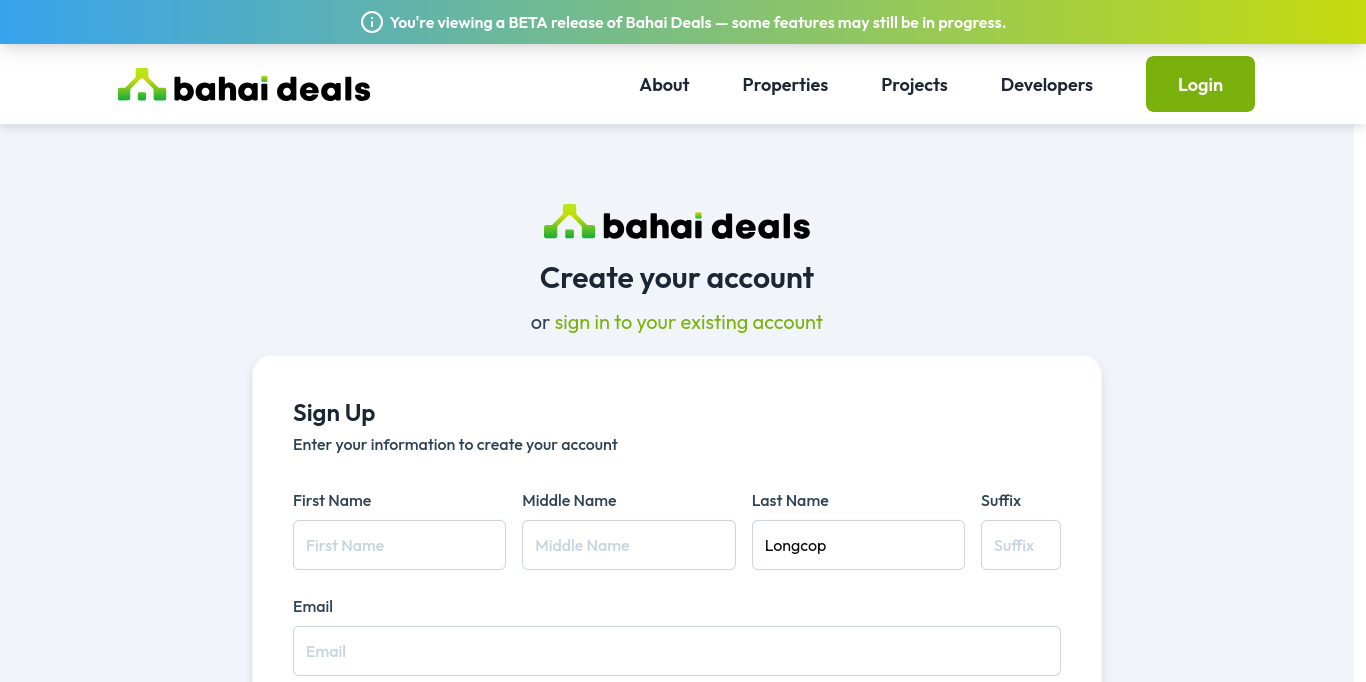 You're viewing a BETA release of Bahai Deals — some features may still be in progress.
bahai deals
About
Properties
Projects
Developers
Login
bahai deals
Create your account
or sign in to your existing account
Sign Up
Enter your information to create your account
First Name
Middle Name
Last Name
Suffix
First Name
Middle Name
Longcop
Suffix
Email
Email